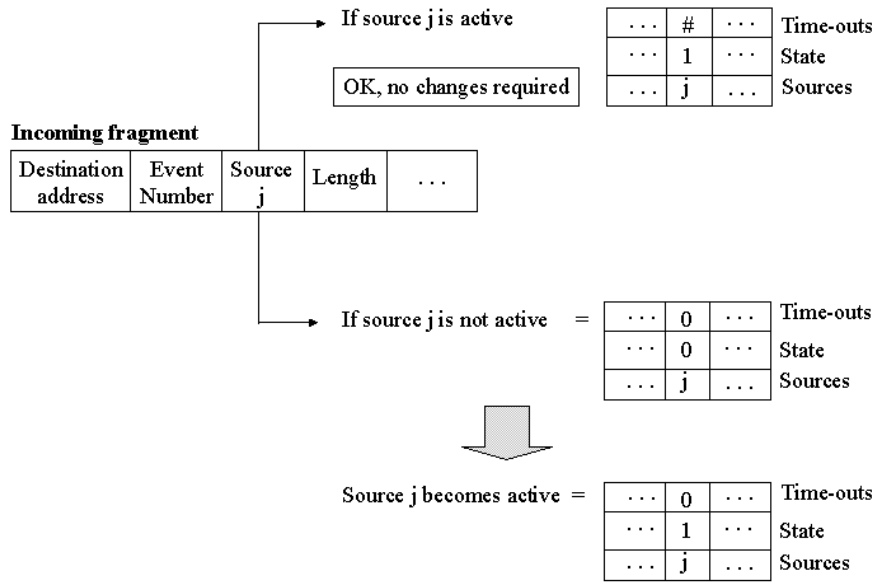 If source j is active
... # ... Time-outs
... 1 ... State
... j ... Sources
OK, no changes required
Incoming fragment
Destination address
Event Number
Source j
Length
...
If source j is not active =
... 0 ... Time-outs
... 0 ... State
... j ... Sources
Source j becomes active =
... 0 ... Time-outs
... 1 ... State
... j ... Sources